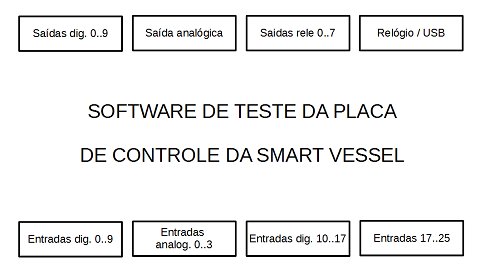 Saídas dig. 0..9
Saída analógica
Saidas rele 0..7
Relógio / USB
SOFTWARE DE TESTE DA PLACA
DE CONTROLE DA SMART VESSEL
Entradas dig. 0..9
Entradas
analog. 0..3
Entradas dig. 10..17
Entradas 17..25